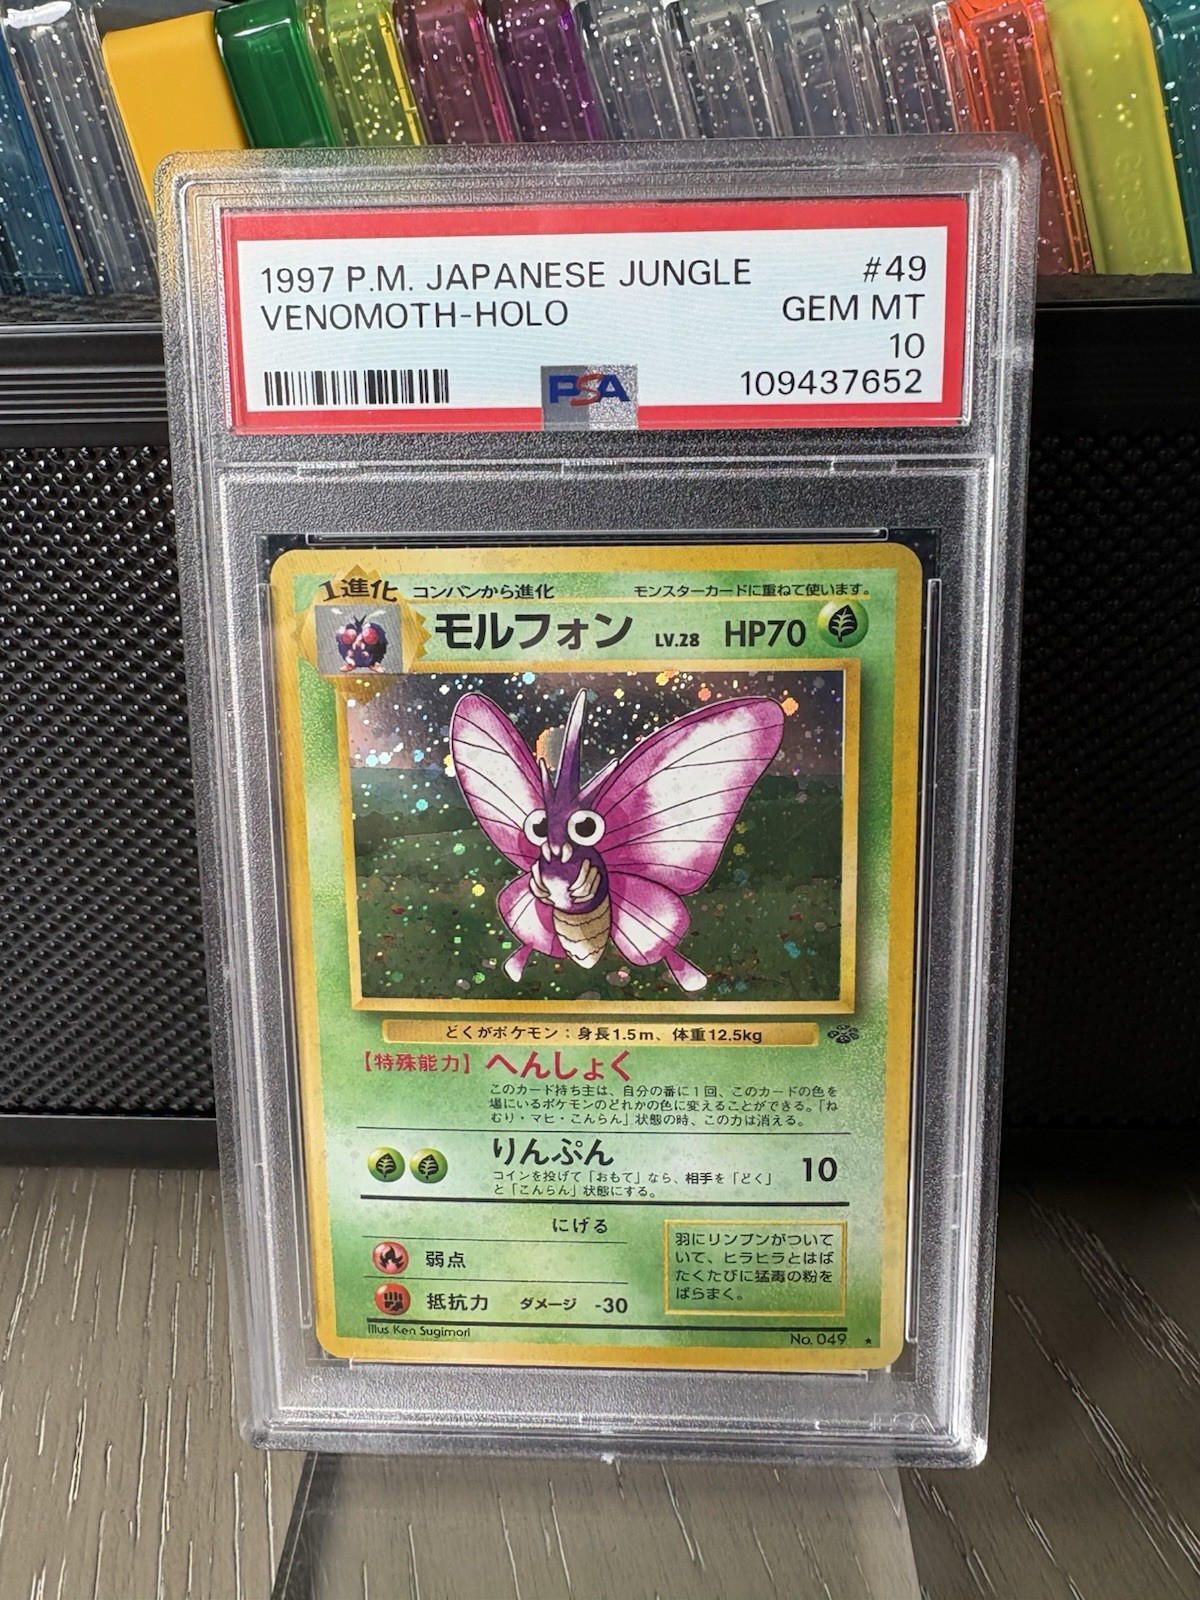 1997 P.M. JAPANESE JUNGLE #49
VENOMOTH-HOLO GEM MT
10
PSA 109437652
1進化 コンパンから進化 モンスターカードに重ねて使います。
モルフォン LV.28 HP70
どくがポケモン：身長1.5m、体重12.5kg
【特殊能力】へんしょく
このカード持ち主は、自分の番に1回、このカードの色を
場にいるポケモンのどれかの色に変えることができる。「ね
むり・マヒ・こんらん」状態の時、この力は消える。
りんぷん 10
コインを投げて「おもて」なら、相手を「どく」
と「こんらん」状態にする。
にげる
弱点
抵抗力 ダメージ -30
羽にリンプンがついて
いて、ヒラヒラとはば
たくたびに猛毒の粉を
ばらまく。
Illus Ken Sugimori
No. 049 ★